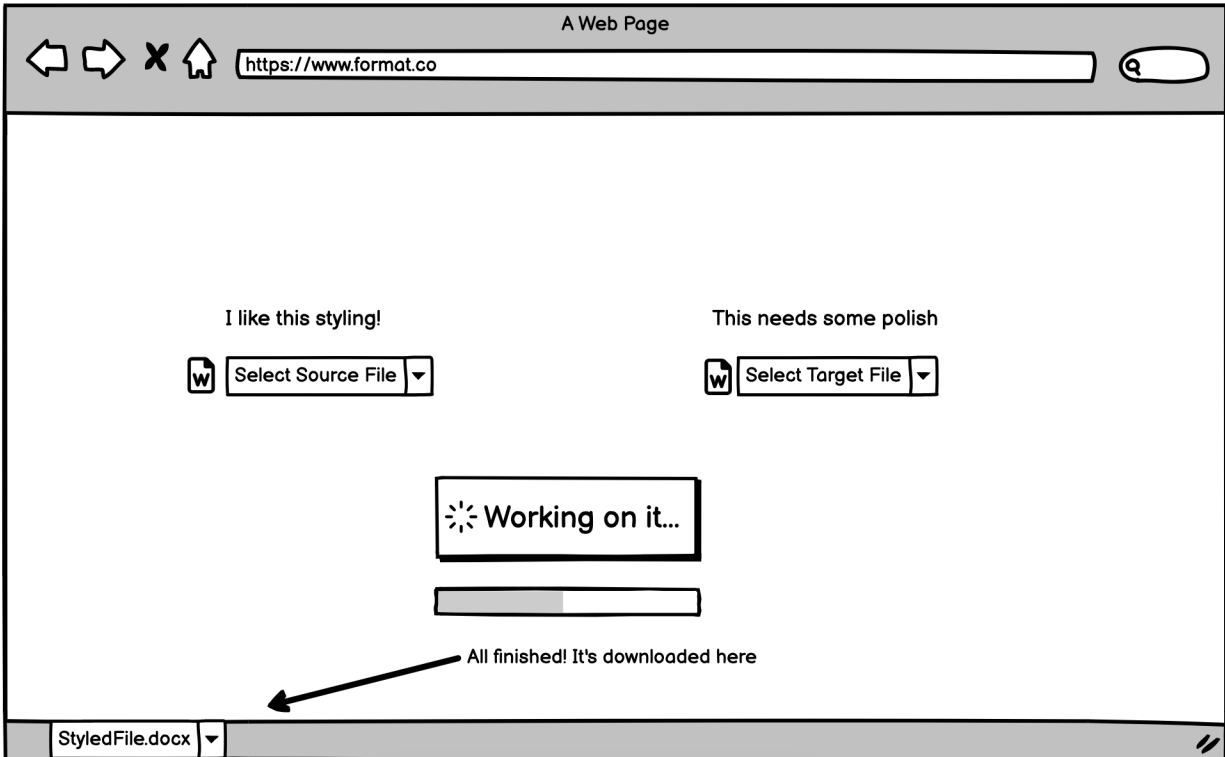 A Web Page
https://www.format.co
I like this styling!
This needs some polish
W Select Source File
W Select Target File
Working on it...
All finished! It's downloaded here
StyledFile.docx